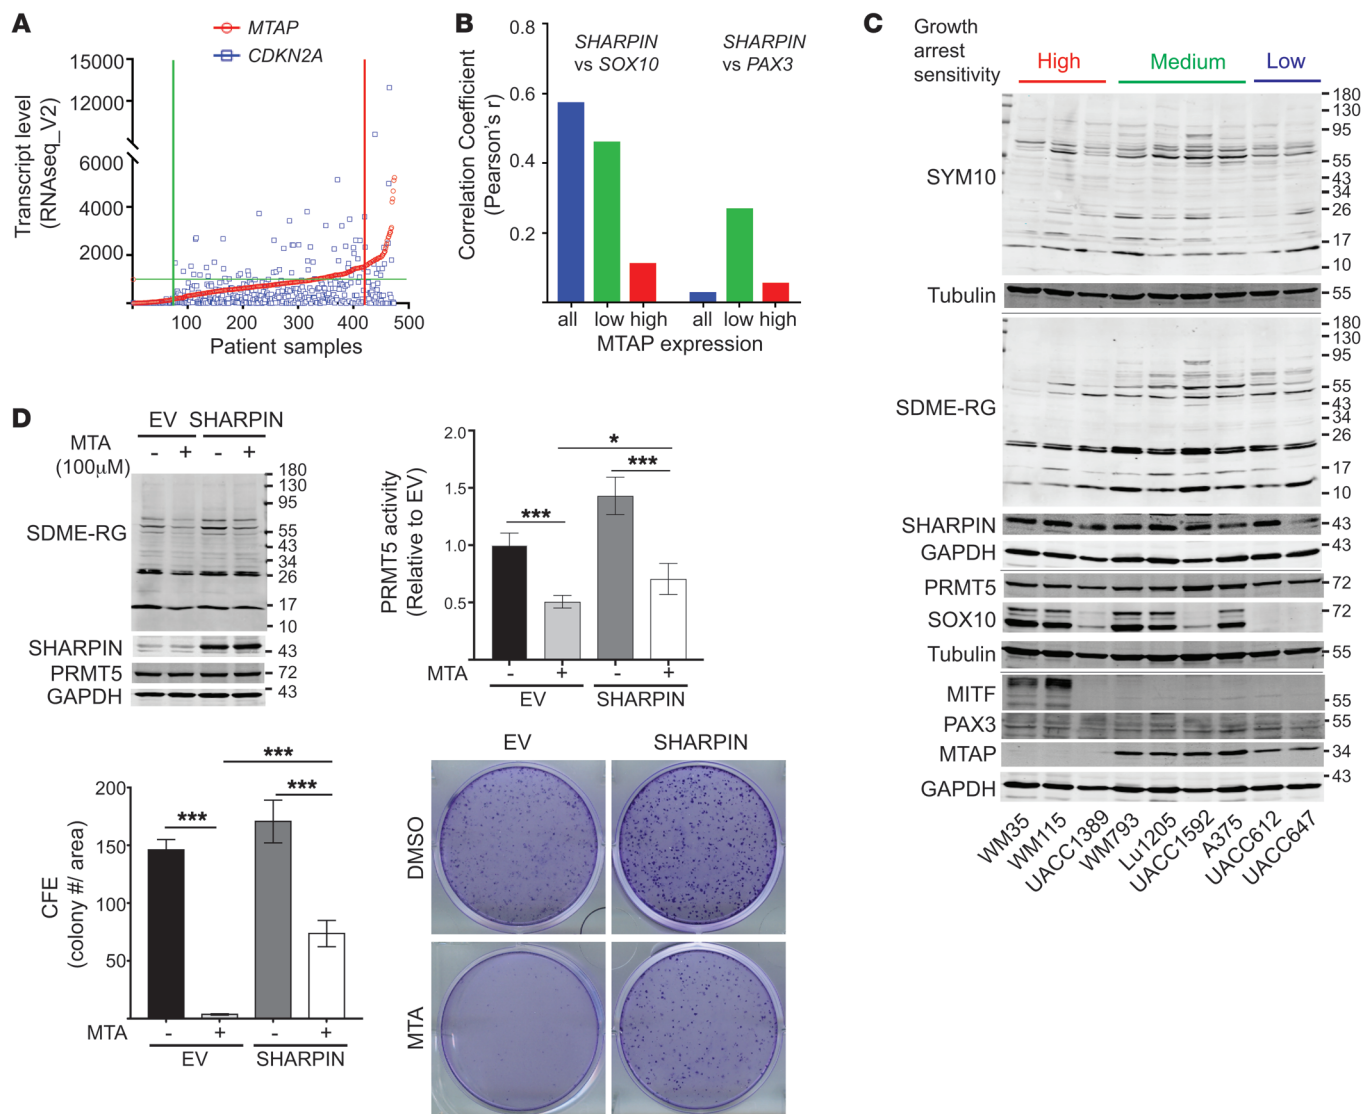 A
MTAP
CDKN2A
Transcript level
(RNAseq_V2)
15000
12000
6000
4000
2000
100
200
300
400
500
Patient samples
B
Correlation Coefficient
(Pearson's r)
0.8
0.6
0.4
0.2
SHARPIN
vs SOX10
SHARPIN
vs PAX3
all
low
high
all
low
high
MTAP expression
C
Growth
arrest
sensitivity
High
Medium
Low
SYM10
180
130
95
55
43
34
26
17
10
Tubulin
55
SDME-RG
180
130
95
55
43
34
26
17
10
SHARPIN
43
GAPDH
43
PRMT5
72
SOX10
72
Tubulin
55
MITF
55
PAX3
55
MTAP
34
GAPDH
43
WM35
WM115
UACC1389
WM793
Lu1205
UACC1592
A375
UACC612
UACC647
D
EV SHARPIN
MTA
(100µM)
- + - +
SDME-RG
180
130
95
55
43
34
26
17
10
SHARPIN
43
PRMT5
72
GAPDH
43
PRMT5 activity
(Relative to EV)
2.0
1.5
1.0
0.5
***
*
***
MTA
- + - +
EV
SHARPIN
CFE
(colony #/ area)
200
150
100
50
***
***
***
MTA
- + - +
EV
SHARPIN
EV
SHARPIN
DMSO
MTA